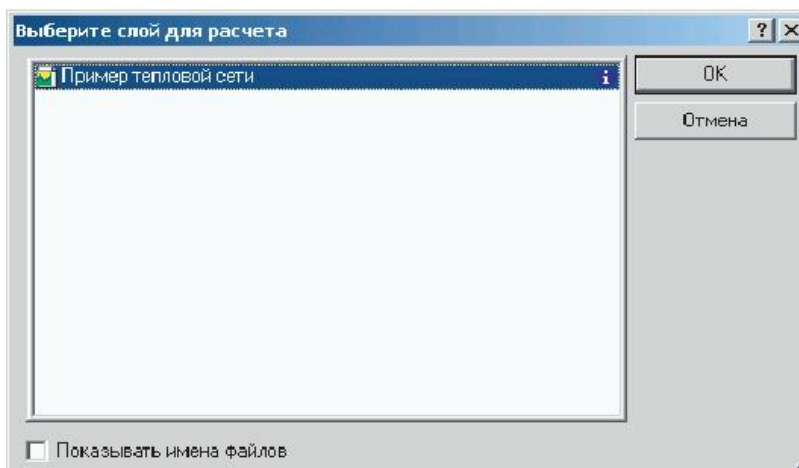 Выберите слой для расчета
Пример тепловой сети
OK
Отмена
Показывать имена файлов